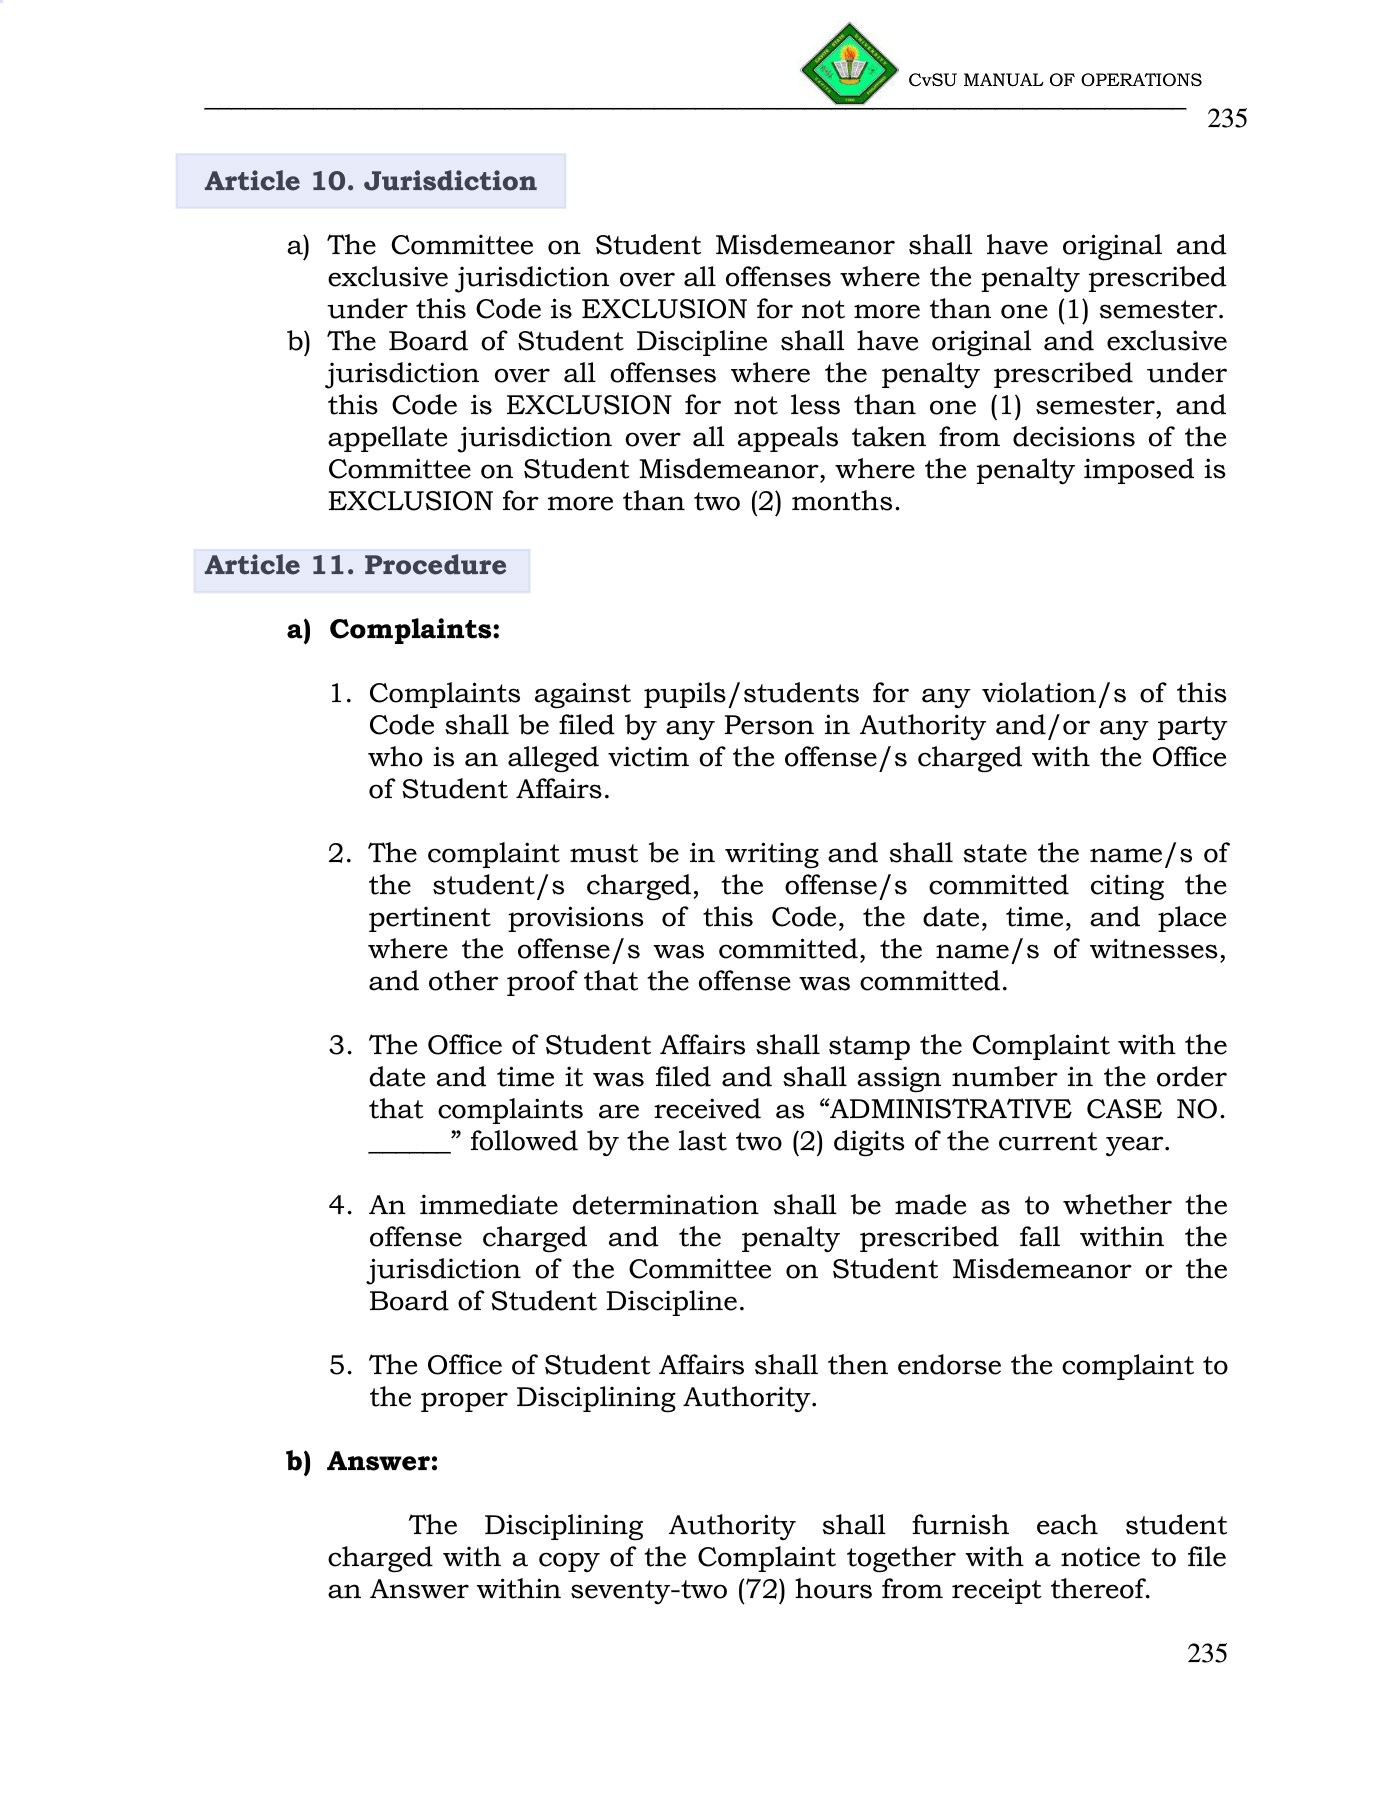 CvSU MANUAL OF OPERATIONS
235
Article 10. Jurisdiction
a) The Committee on Student Misdemeanor shall have original and
exclusive jurisdiction over all offenses where the penalty prescribed
under this Code is EXCLUSION for not more than one (1) semester.
b) The Board of Student Discipline shall have original and exclusive
jurisdiction over all offenses where the penalty prescribed under
this Code is EXCLUSION for not less than one (1) semester, and
appellate jurisdiction over all appeals taken from decisions of the
Committee on Student Misdemeanor, where the penalty imposed is
EXCLUSION for more than two (2) months.
Article 11. Procedure
a) Complaints:
1. Complaints against pupils/students for any violation/s of this
Code shall be filed by any Person in Authority and/or any party
who is an alleged victim of the offense/s charged with the Office
of Student Affairs.
2. The complaint must be in writing and shall state the name/s of
the student/s charged, the offense/s committed citing the
pertinent provisions of this Code, the date, time, and place
where the offense/s was committed, the name/s of witnesses,
and other proof that the offense was committed.
3. The Office of Student Affairs shall stamp the Complaint with the
date and time it was filed and shall assign number in the order
that complaints are received as “ADMINISTRATIVE CASE NO.
______” followed by the last two (2) digits of the current year.
4. An immediate determination shall be made as to whether the
offense charged and the penalty prescribed fall within the
jurisdiction of the Committee on Student Misdemeanor or the
Board of Student Discipline.
5. The Office of Student Affairs shall then endorse the complaint to
the proper Disciplining Authority.
b) Answer:
The Disciplining Authority shall furnish each student
charged with a copy of the Complaint together with a notice to file
an Answer within seventy-two (72) hours from receipt thereof.
235